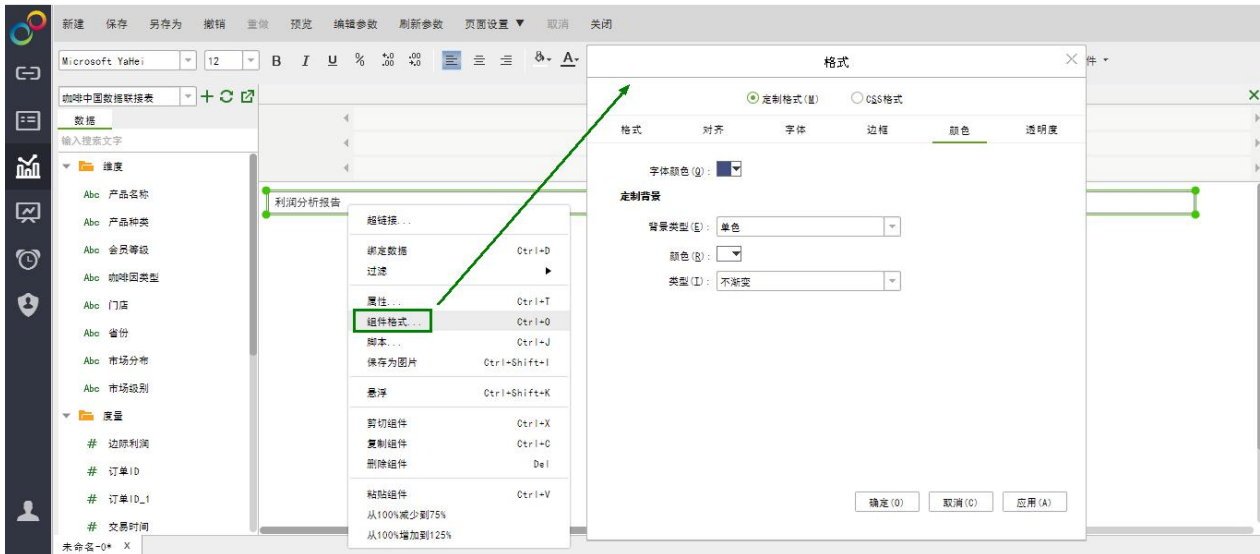 新建 保存 另存为 撤销 重做 预览 编辑参数 刷新参数 页面设置 ▼ 取消 关闭
Microsoft YaHei 12 B I U % 件
咖啡中国数据联接表
数据
输入搜索文字
维度
Abc 产品名称
Abc 产品种类
Abc 会员等级
Abc 咖啡因类型
Abc 门店
Abc 省份
Abc 市场分布
Abc 市场级别
度量
# 边际利润
# 订单ID
# 订单ID_1
# 交易时间
未命名-0* X
利润分析报告
超链接...
绑定数据 Ctrl+D
过滤
属性... Ctrl+T
组件格式... Ctrl+O
脚本... Ctrl+J
保存为图片 Ctrl+Shift+I
悬浮 Ctrl+Shift+K
剪切组件 Ctrl+X
复制组件 Ctrl+C
删除组件 Del
粘贴组件 Ctrl+V
从100%减少到75%
从100%增加到125%
格式
定制格式(M) CSS格式
格式 对齐 字体 边框 颜色 透明度
字体颜色(Q):
定制背景
背景类型(E): 单色
颜色(R):
类型(I): 不渐变
确定(O) 取消(C) 应用(A)